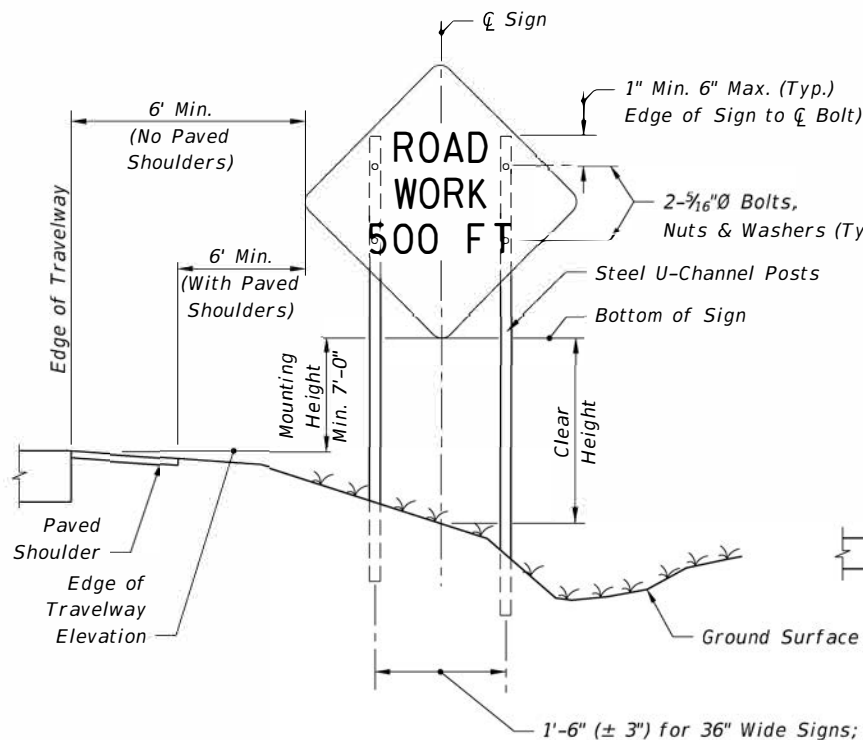 ℄ Sign
1" Min. 6" Max. (Typ.)
Edge of Sign to ℄ Bolt)
6' Min.
(No Paved
Shoulders)
ROAD
WORK
500 FT
2-5/16"Ø Bolts,
Nuts & Washers (Ty
Edge of Travelway
6' Min.
(With Paved
Shoulders)
Steel U-Channel Posts
Bottom of Sign
Mounting
Height
Min. 7'-0"
Clear
Height
Paved
Shoulder
Edge of
Travelway
Elevation
Ground Surface
1'-6" (± 3") for 36" Wide Signs;